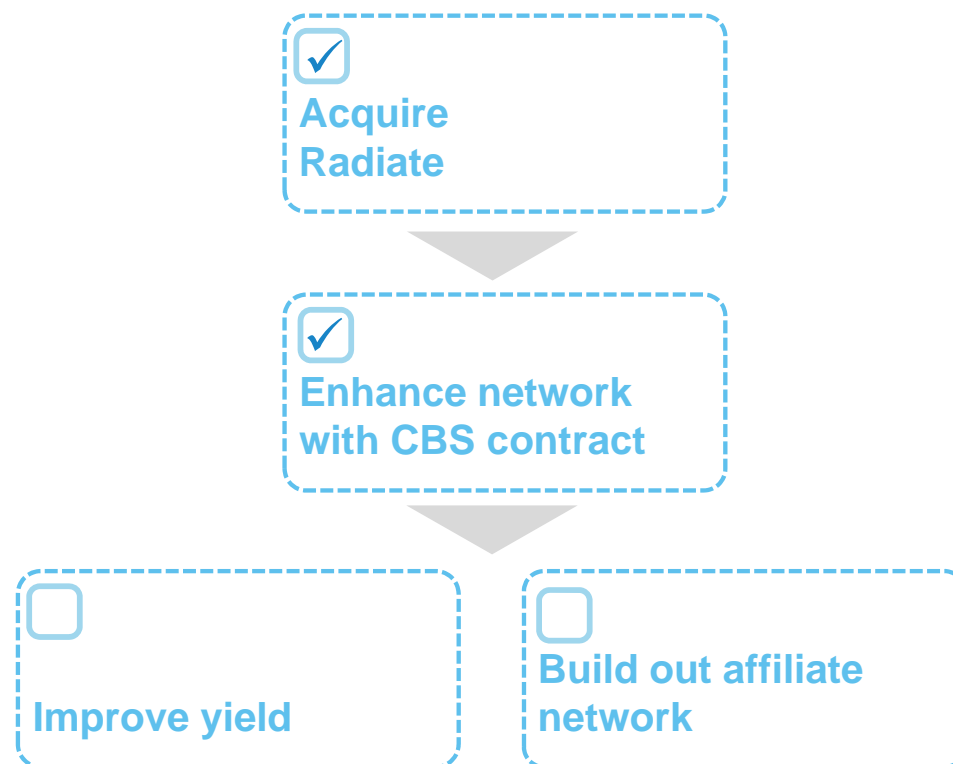 Acquire
Radiate
Enhance network
with CBS contract
Improve yield
Build out affiliate
network